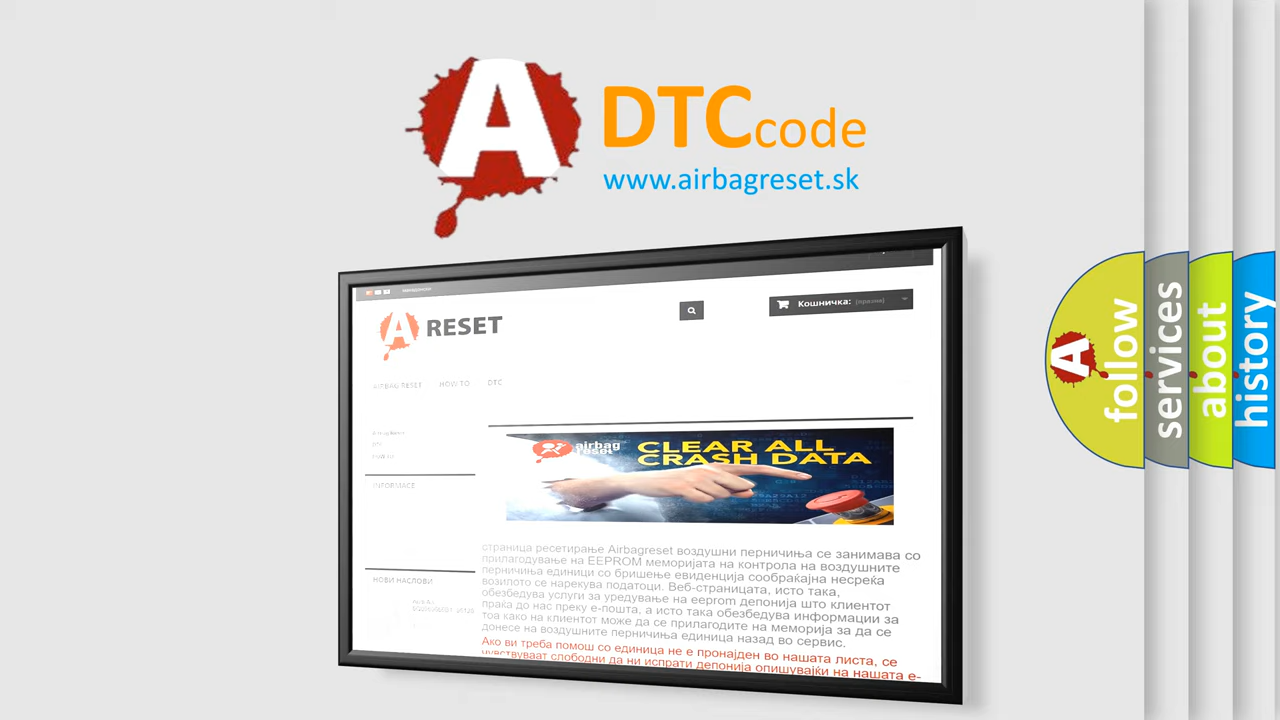 A DTC code
www.airbagreset.sk
A RESET
Кошничка: (празни)
AIRBAG RESET HOW TO DTC
airbag reset
CLEAR ALL
CRASH DATA
INFORMACE
НОВИ НАСЛОВИ
страница ресетирање Airbagreset воздушни перничиња се занимава со
прилагодување на EEPROM меморијата на контрола на воздушните
перничиња единици со бришење евиденција сообраќајна несреќа
возилото се нарекува податоци. Веб-страницата, исто така,
обезбедува услуги за уредување на eeprom депонија што клиентот
праќа до нас преку е-пошта, а исто така обезбедува информации за
тоа како на клиентот може да се прилагодите на меморија за да се
донесе на воздушните перничиња единица назад во сервис.
Ако ви треба помош со единица не е пронајден во нашата листа, се
чувствуваат слободни да ни испрати депонија опишувајќи на нашата е-
A follow
services
about
history